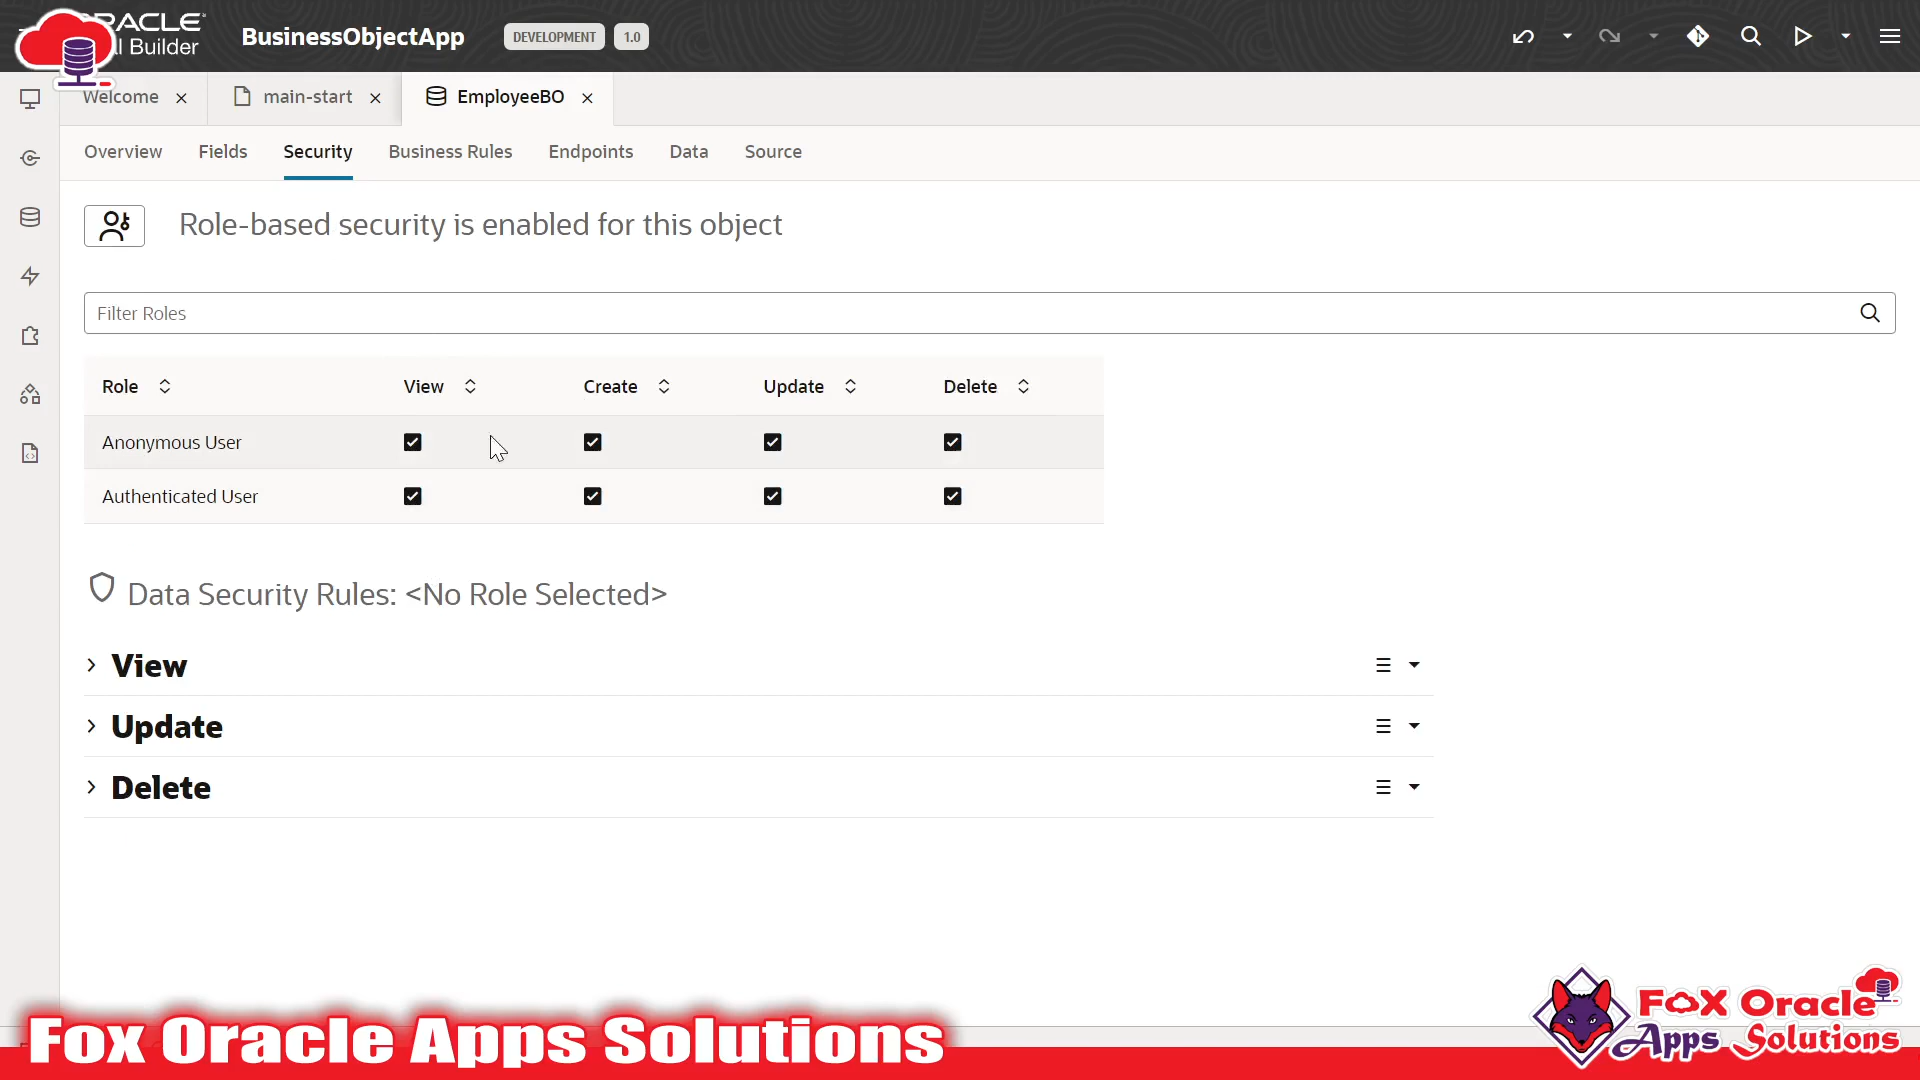 ORACLE
Builder
BusinessObjectApp
DEVELOPMENT
1.0
Welcome
main-start
EmployeeBO
Overview
Fields
Security
Business Rules
Endpoints
Data
Source
Role-based security is enabled for this object
Filter Roles
Role
View
Create
Update
Delete
Anonymous User
Authenticated User
Data Security Rules: <No Role Selected>
View
Update
Delete
Fox Oracle Apps Solutions
Fox Oracle
Apps Solutions